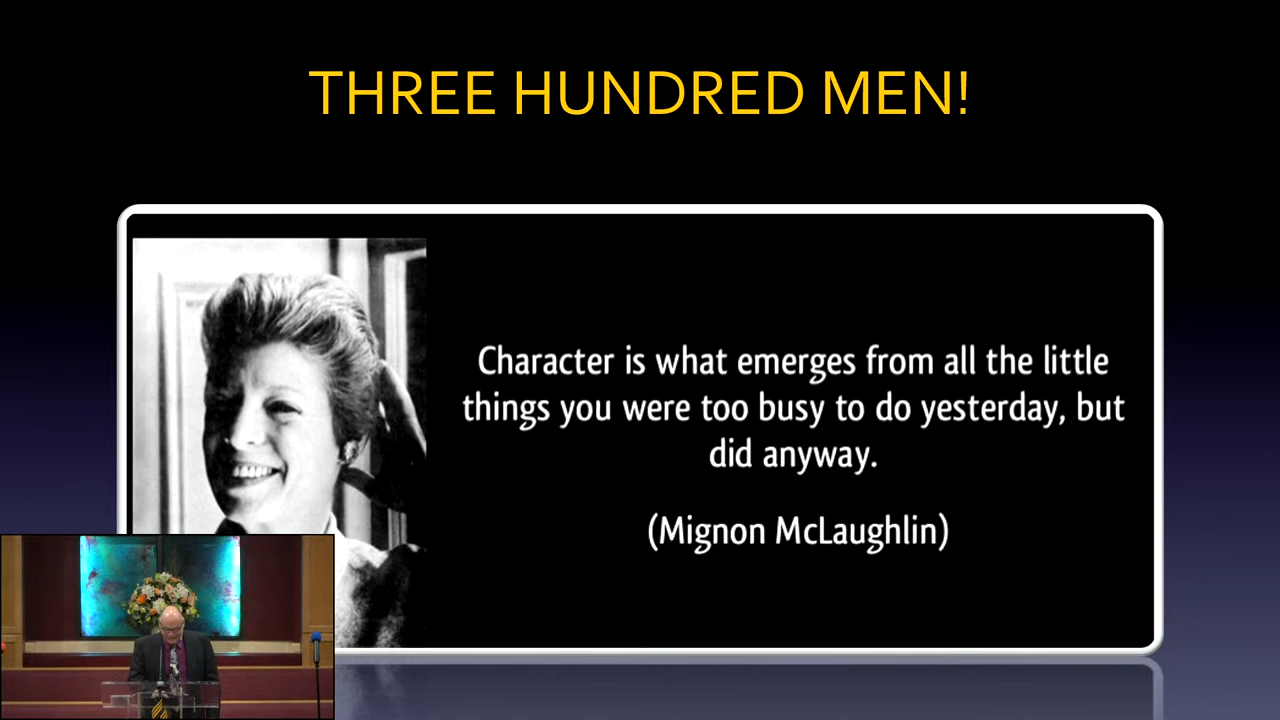 THREE HUNDRED MEN!
Character is what emerges from all the little
things you were too busy to do yesterday, but
did anyway.
(Mignon McLaughlin)